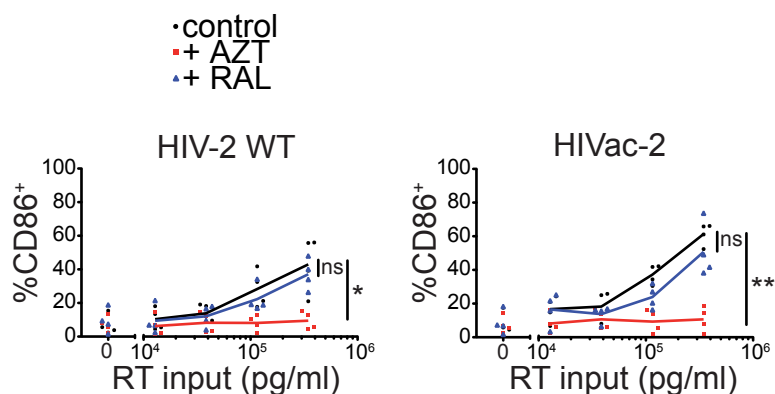 control
+ AZT
+ RAL
HIV-2 WT
%CD86⁺
100
80
60
40
20
0
ns
*
0
10⁴
10⁵
10⁶
RT input (pg/ml)
HIVac-2
%CD86⁺
100
80
60
40
20
0
ns
**
0
10⁴
10⁵
10⁶
RT input (pg/ml)